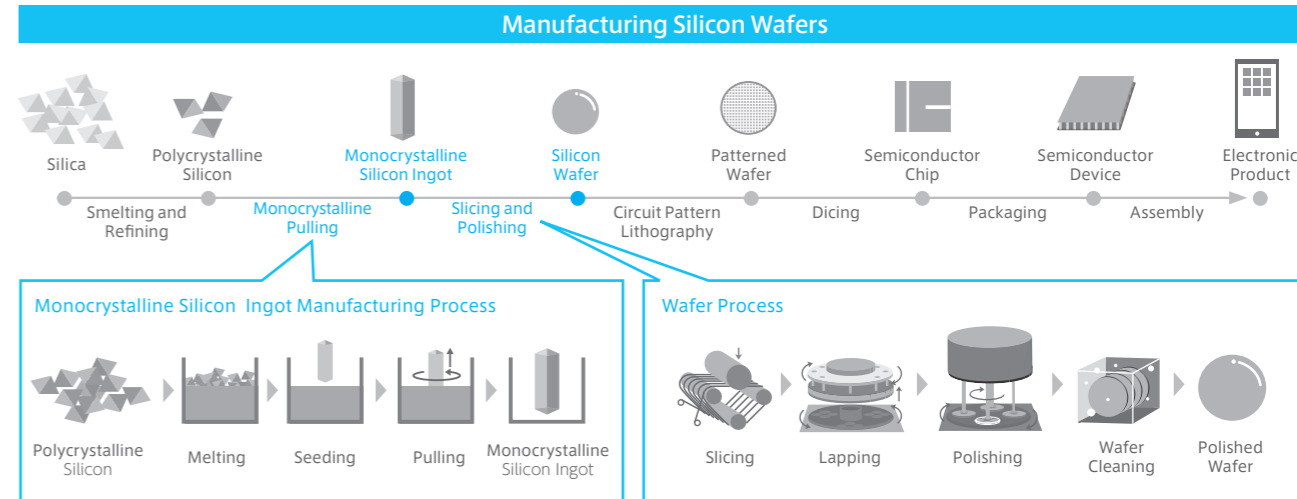 Manufacturing Silicon Wafers
Silica
Polycrystalline
Silicon
Monocrystalline
Silicon Ingot
Silicon
Wafer
Patterned
Wafer
Semiconductor
Chip
Semiconductor
Device
Electronic
Product
Smelting and
Refining
Monocrystalline
Pulling
Slicing and
Polishing
Circuit Pattern
Lithography
Dicing
Packaging
Assembly
Monocrystalline Silicon Ingot Manufacturing Process
Polycrystalline
Silicon
Melting
Seeding
Pulling
Monocrystalline
Silicon Ingot
Wafer Process
Slicing
Lapping
Polishing
Wafer
Cleaning
Polished
Wafer